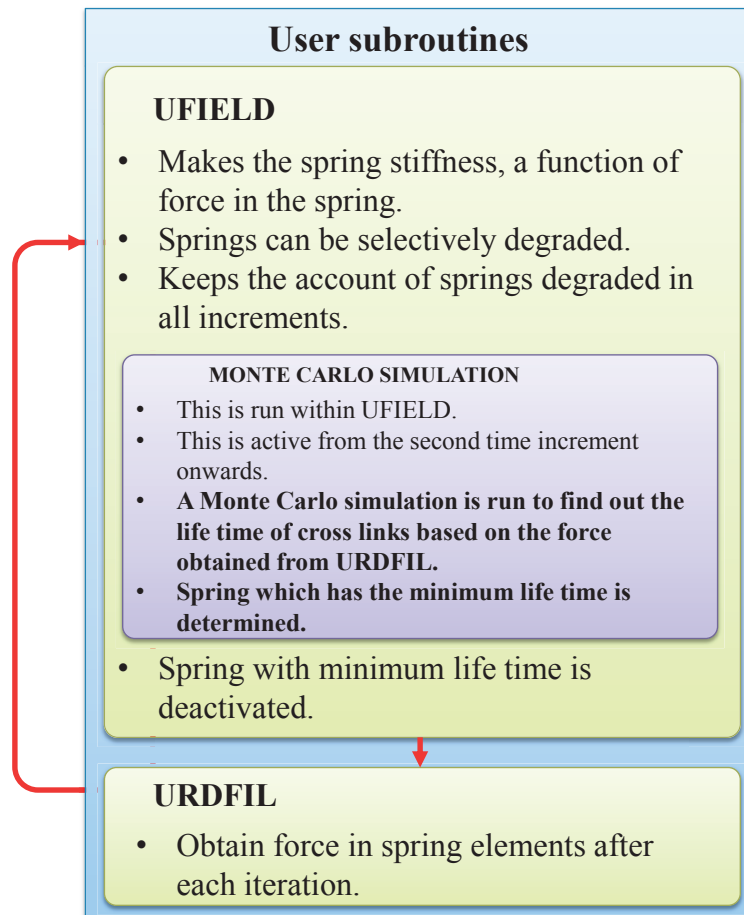 User subroutines
UFIELD
• Makes the spring stiffness, a function of
force in the spring.
• Springs can be selectively degraded.
• Keeps the account of springs degraded in
all increments.
MONTE CARLO SIMULATION
• This is run within UFIELD.
• This is active from the second time increment
onwards.
• A Monte Carlo simulation is run to find out the
life time of cross links based on the force
obtained from URDFIL.
• Spring which has the minimum life time is
determined.
• Spring with minimum life time is
deactivated.
URDFIL
• Obtain force in spring elements after
each iteration.